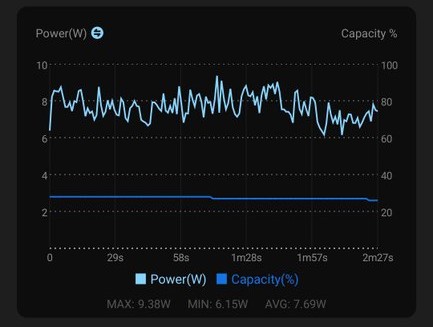 Power(W) Capacity %
10 100
8 80
6 60
4 40
2 20
0 29s 58s 1m28s 1m57s 2m27s
Power(W) Capacity(%)
MAX: 9.38W MIN: 6.15W AVG: 7.69W